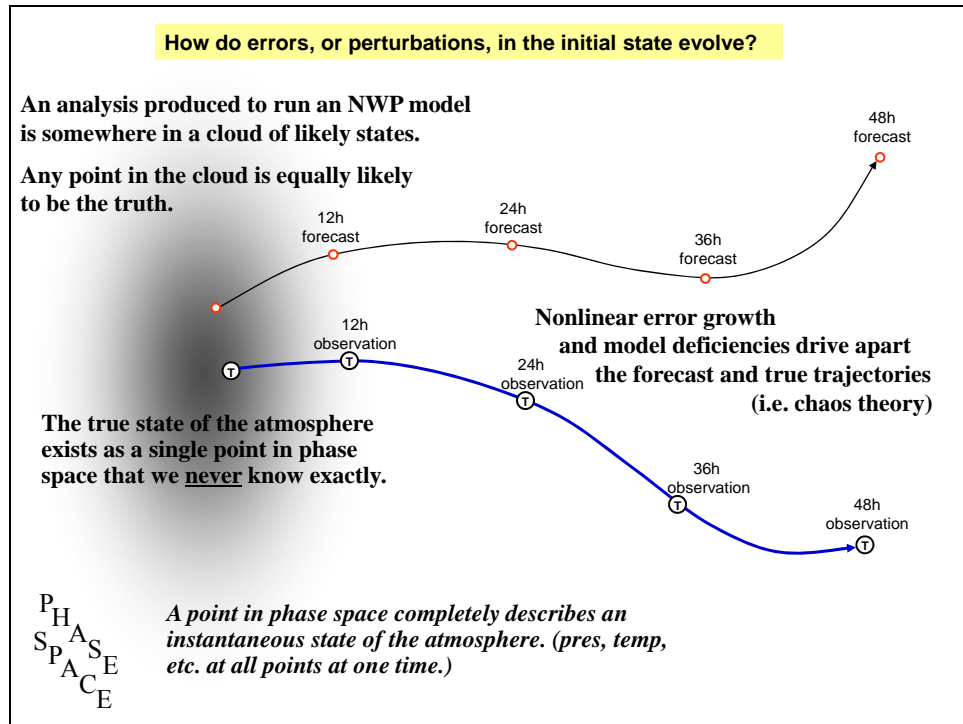 How do errors, or perturbations, in the initial state evolve?
An analysis produced to run an NWP model
is somewhere in a cloud of likely states.
Any point in the cloud is equally likely
to be the truth.
12h
forecast
24h
forecast
36h
forecast
48h
forecast
Nonlinear error growth
and model deficiencies drive apart
the forecast and true trajectories
(i.e. chaos theory)
T
12h
observation
T
24h
observation
T
36h
observation
T
48h
observation
T
The true state of the atmosphere
exists as a single point in phase
space that we never know exactly.
PHASE
SPACE
A point in phase space completely describes an
instantaneous state of the atmosphere. (pres, temp,
etc. at all points at one time.)